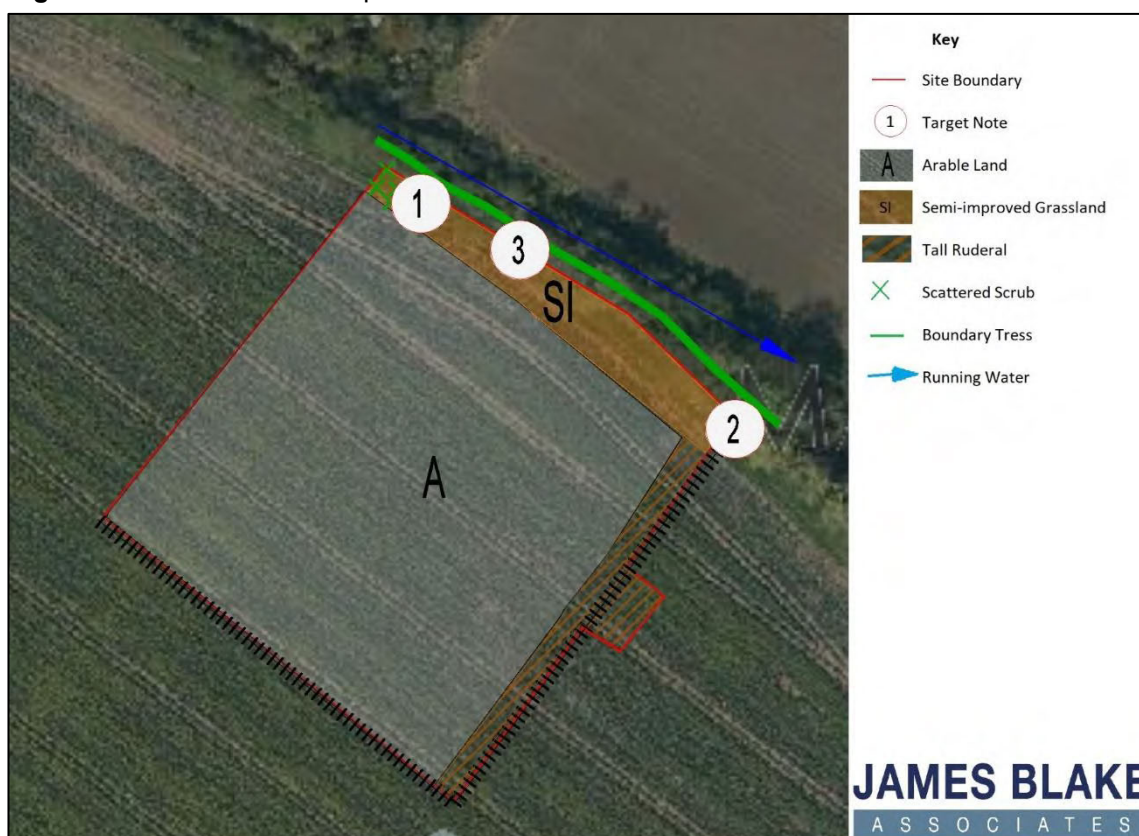 Key
Site Boundary
1 Target Note
A Arable Land
SI Semi-improved Grassland
Tall Ruderal
Scattered Scrub
Boundary Tress
Running Water
1
3
SI
2
A
JAMES BLAKE
ASSOCIATES